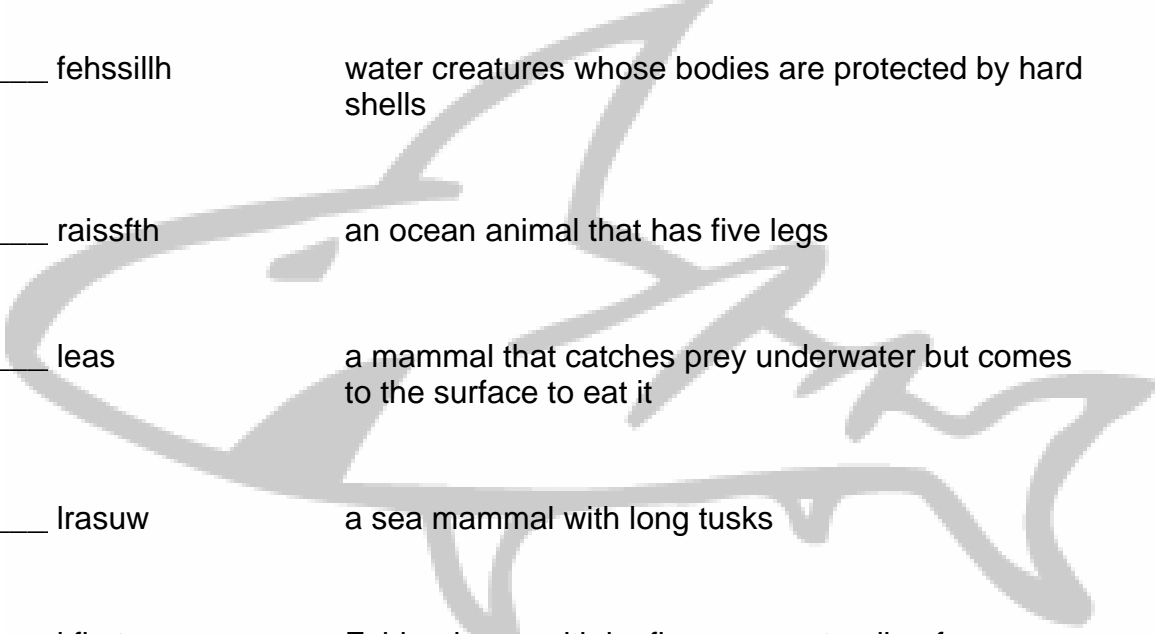 ___ fehssillh water creatures whose bodies are protected by hard
shells
___ raissfth an ocean animal that has five legs
___ leas a mammal that catches prey underwater but comes
to the surface to eat it
___ lrasuw a sea mammal with long tusks